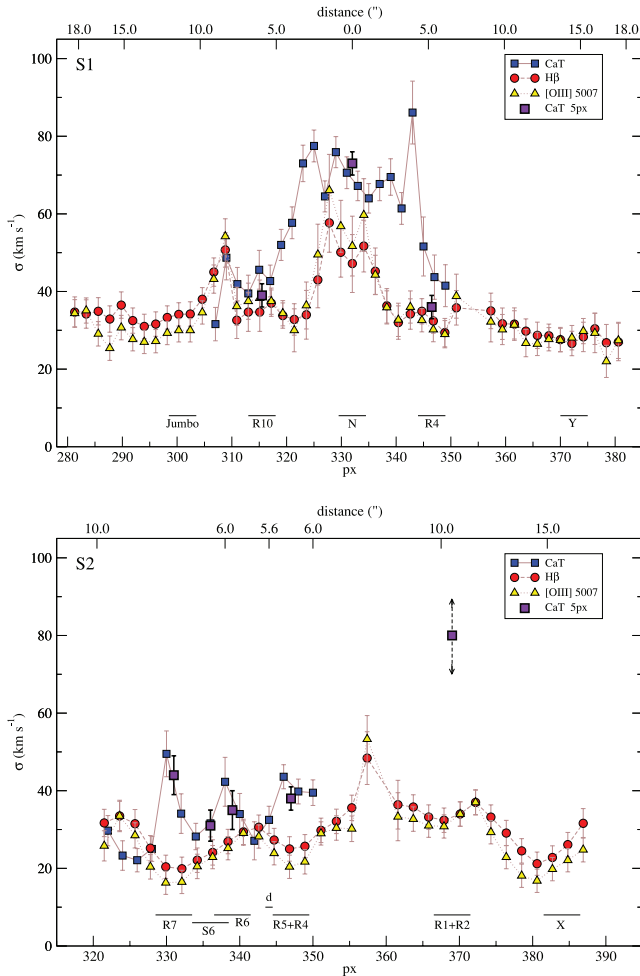 distance (")
18.0 15.0 10.0 5.0 0.0 5.0 10.0 15.0 18.0
S1
CaT
Hβ
[OIII] 5007
CaT 5px
100
80
60
40
20
0
σ (km s⁻¹)
Jumbo R10 N R4 Y
280 290 300 310 320 330 340 350 360 370 380
px
distance (")
10.0 6.0 5.6 6.0 10.0 15.0
S2
CaT
Hβ
[OIII] 5007
CaT 5px
100
80
60
40
20
0
σ (km s⁻¹)
d
R7 S6 R6 R5+R4 R1+R2 X
320 330 340 350 360 370 380 390
px